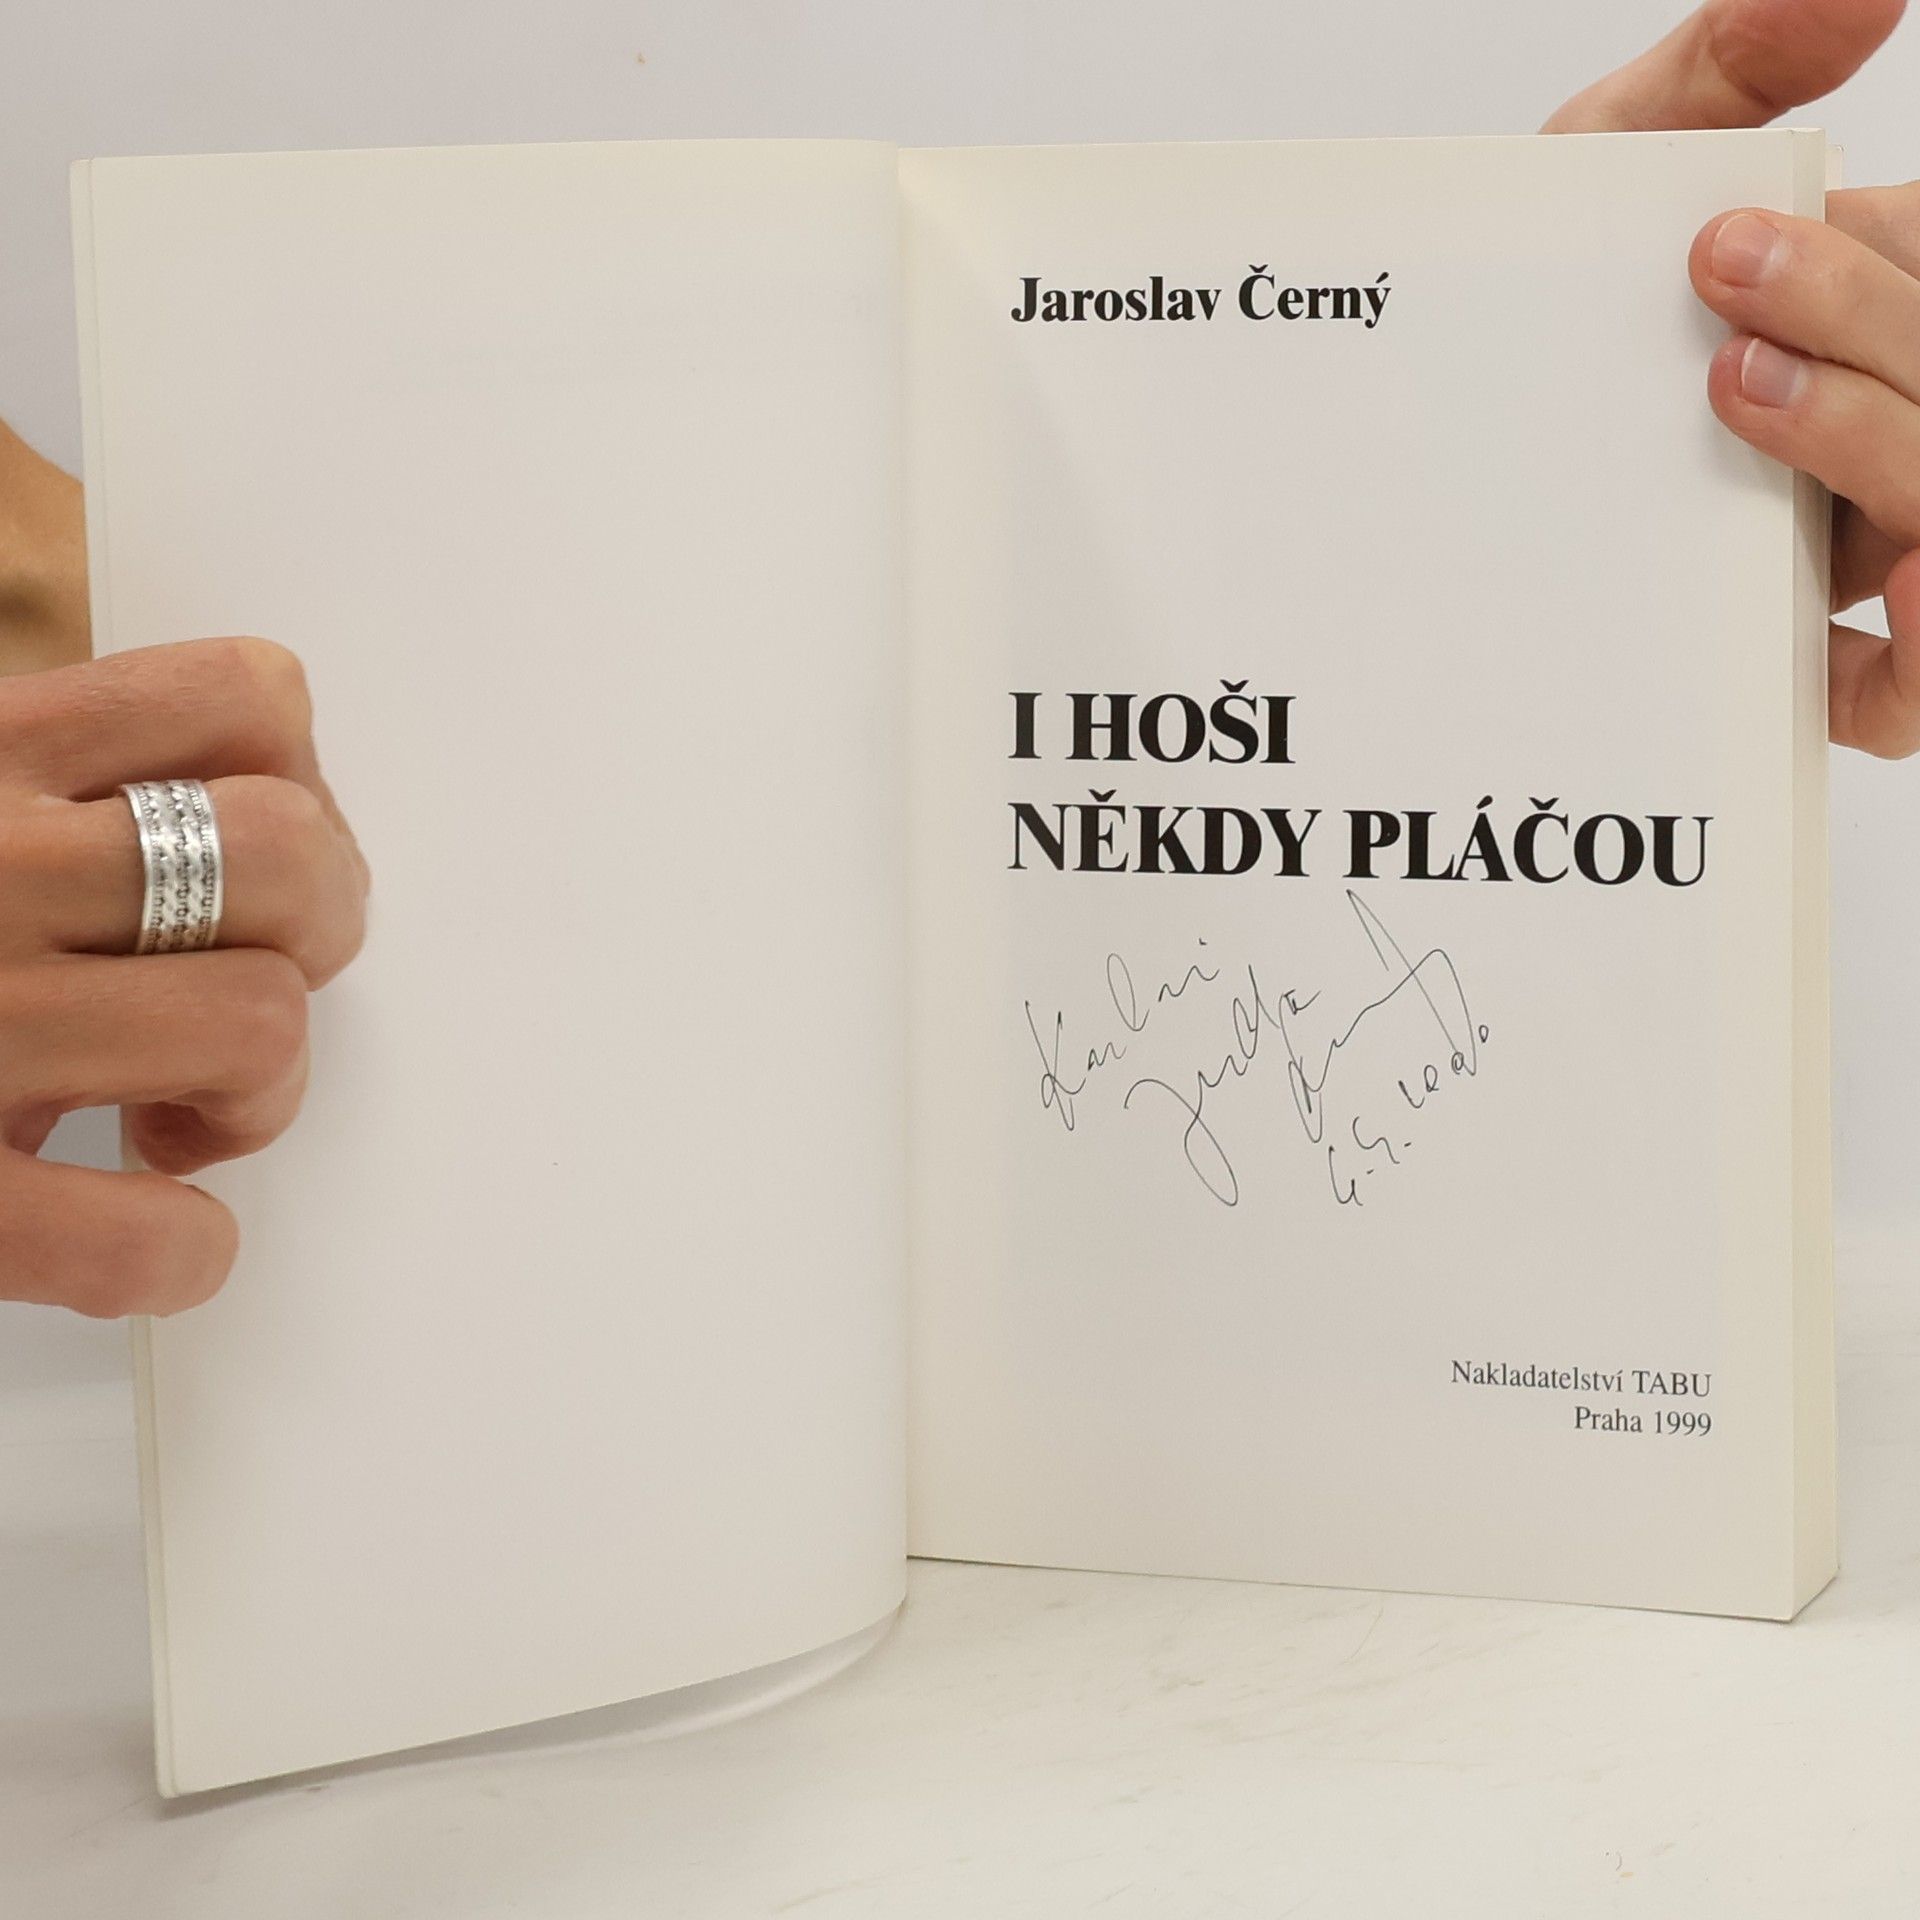 Jaroslav Černý
I HOŠI
NĚKDY PLÁČOU
Nakladatelství TABU
Praha 1999